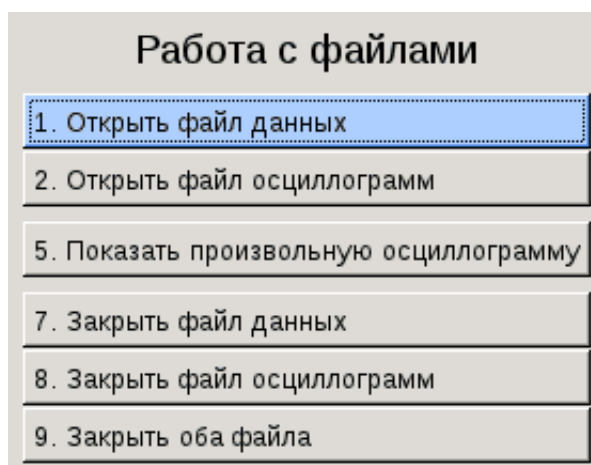 Работа с файлами
1. Открыть файл данных
2. Открыть файл осциллограмм
5. Показать произвольную осциллограмму
7. Закрыть файл данных
8. Закрыть файл осциллограмм
9. Закрыть оба файла